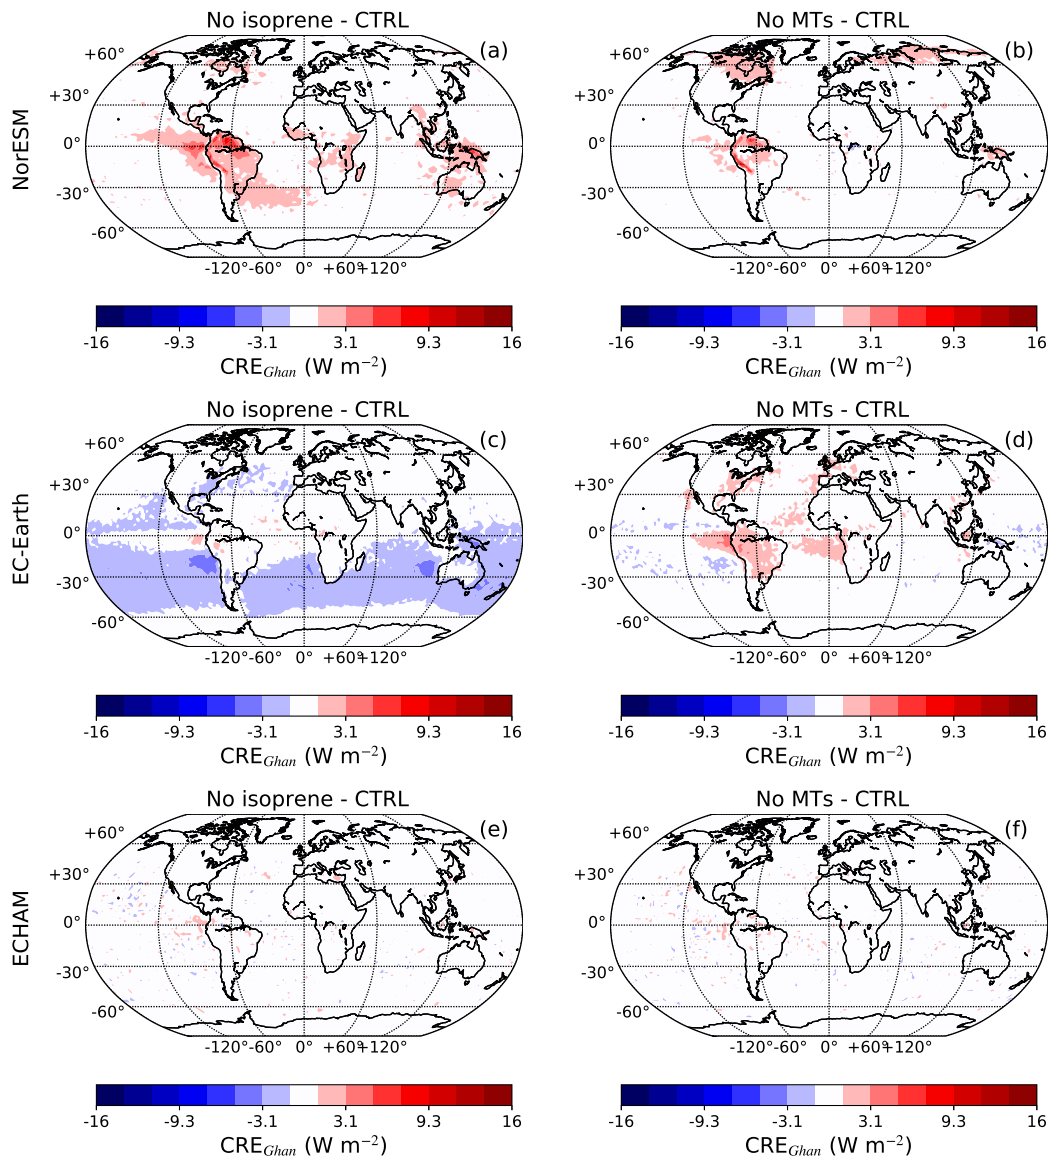 No isoprene - CTRL
No MTs - CTRL
NorESM
(a)
+60°
+30°
0°
-30°
-60°
-120° -60° 0° +60° +120°
(b)
+60°
+30°
0°
-30°
-60°
-120° -60° 0° +60° +120°
-16 -9.3 -3.1 3.1 9.3 16
CRE_Ghan (W m⁻²)
-16 -9.3 -3.1 3.1 9.3 16
CRE_Ghan (W m⁻²)
No isoprene - CTRL
No MTs - CTRL
EC-Earth
(c)
+60°
+30°
0°
-30°
-60°
-120° -60° 0° +60° +120°
(d)
+60°
+30°
0°
-30°
-60°
-120° -60° 0° +60° +120°
-16 -9.3 -3.1 3.1 9.3 16
CRE_Ghan (W m⁻²)
-16 -9.3 -3.1 3.1 9.3 16
CRE_Ghan (W m⁻²)
No isoprene - CTRL
No MTs - CTRL
ECHAM
(e)
+60°
+30°
0°
-30°
-60°
-120° -60° 0° +60° +120°
(f)
+60°
+30°
0°
-30°
-60°
-120° -60° 0° +60° +120°
-16 -9.3 -3.1 3.1 9.3 16
CRE_Ghan (W m⁻²)
-16 -9.3 -3.1 3.1 9.3 16
CRE_Ghan (W m⁻²)